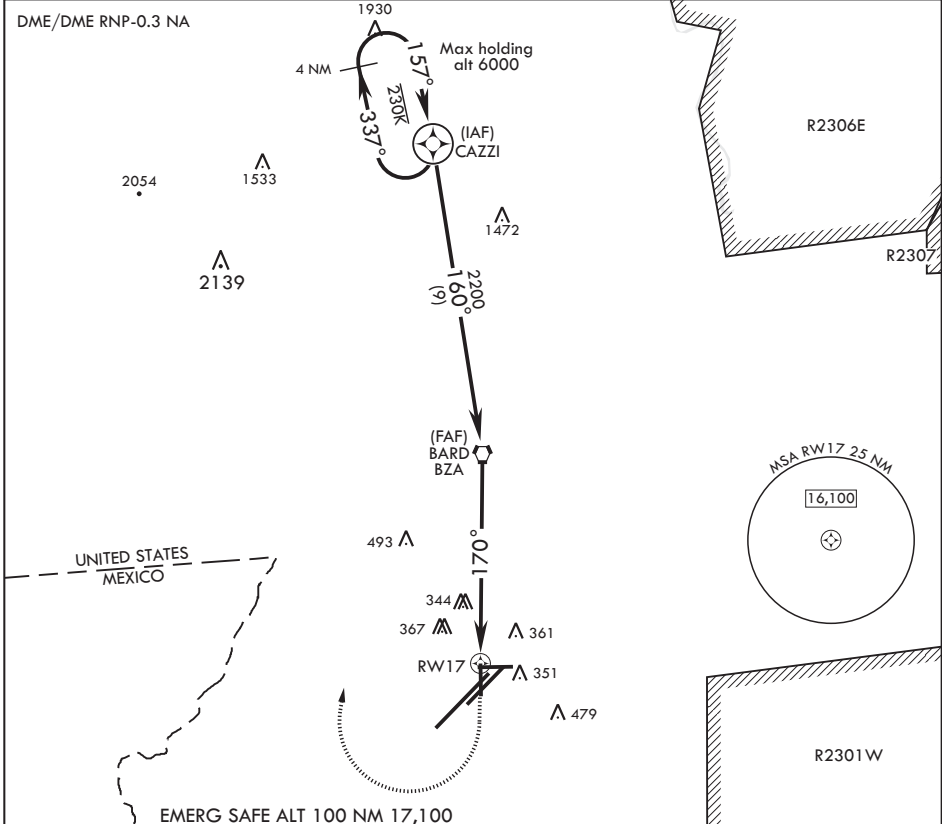 DME/DME RNP-0.3 NA
1930
Max holding
alt 6000
4 NM
157°
230K
337°
(IAF)
CAZZI
R2306E
2054
1533
1472
R2307
2139
2200
160°
(9)
(FAF)
BARD
BZA
MSA RW17 25 NM
16,100
493
170°
UNITED STATES
MEXICO
344
367
361
RW17
351
479
R2301W
EMERG SAFE ALT 100 NM 17,100